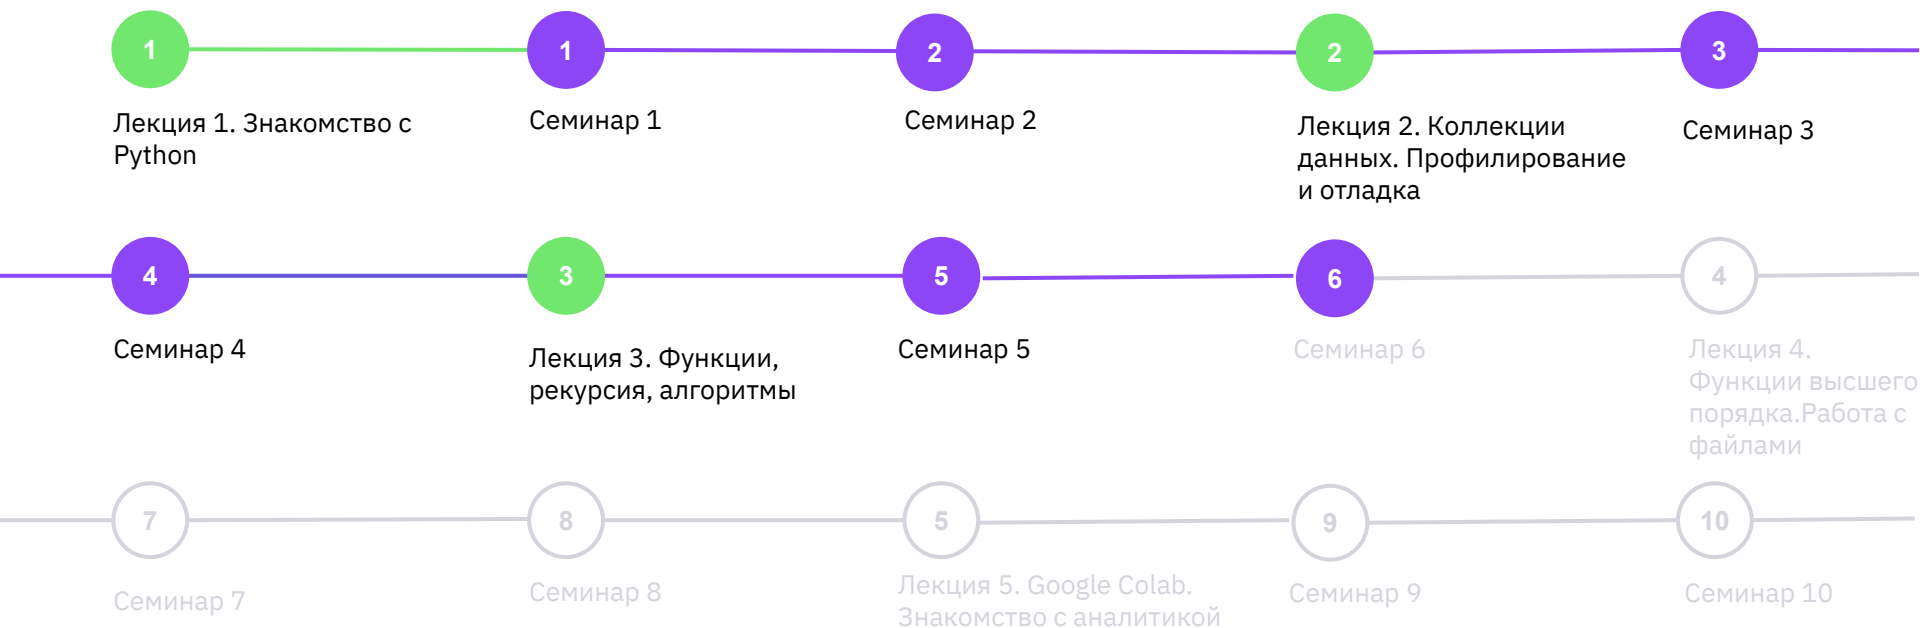 1
1
2
2
3
Лекция 1. Знакомство с
Python
Семинар 1
Семинар 2
Лекция 2. Коллекции
данных. Профилирование
и отладка
Семинар 3
4
3
5
6
4
Семинар 4
Лекция 3. Функции,
рекурсия, алгоритмы
Семинар 5
Семинар 6
Лекция 4.
Функции высшего
порядка.Работа с
файлами
7
8
5
9
10
Семинар 7
Семинар 8
Лекция 5. Google Colab.
Знакомство с аналитикой
Семинар 9
Семинар 10